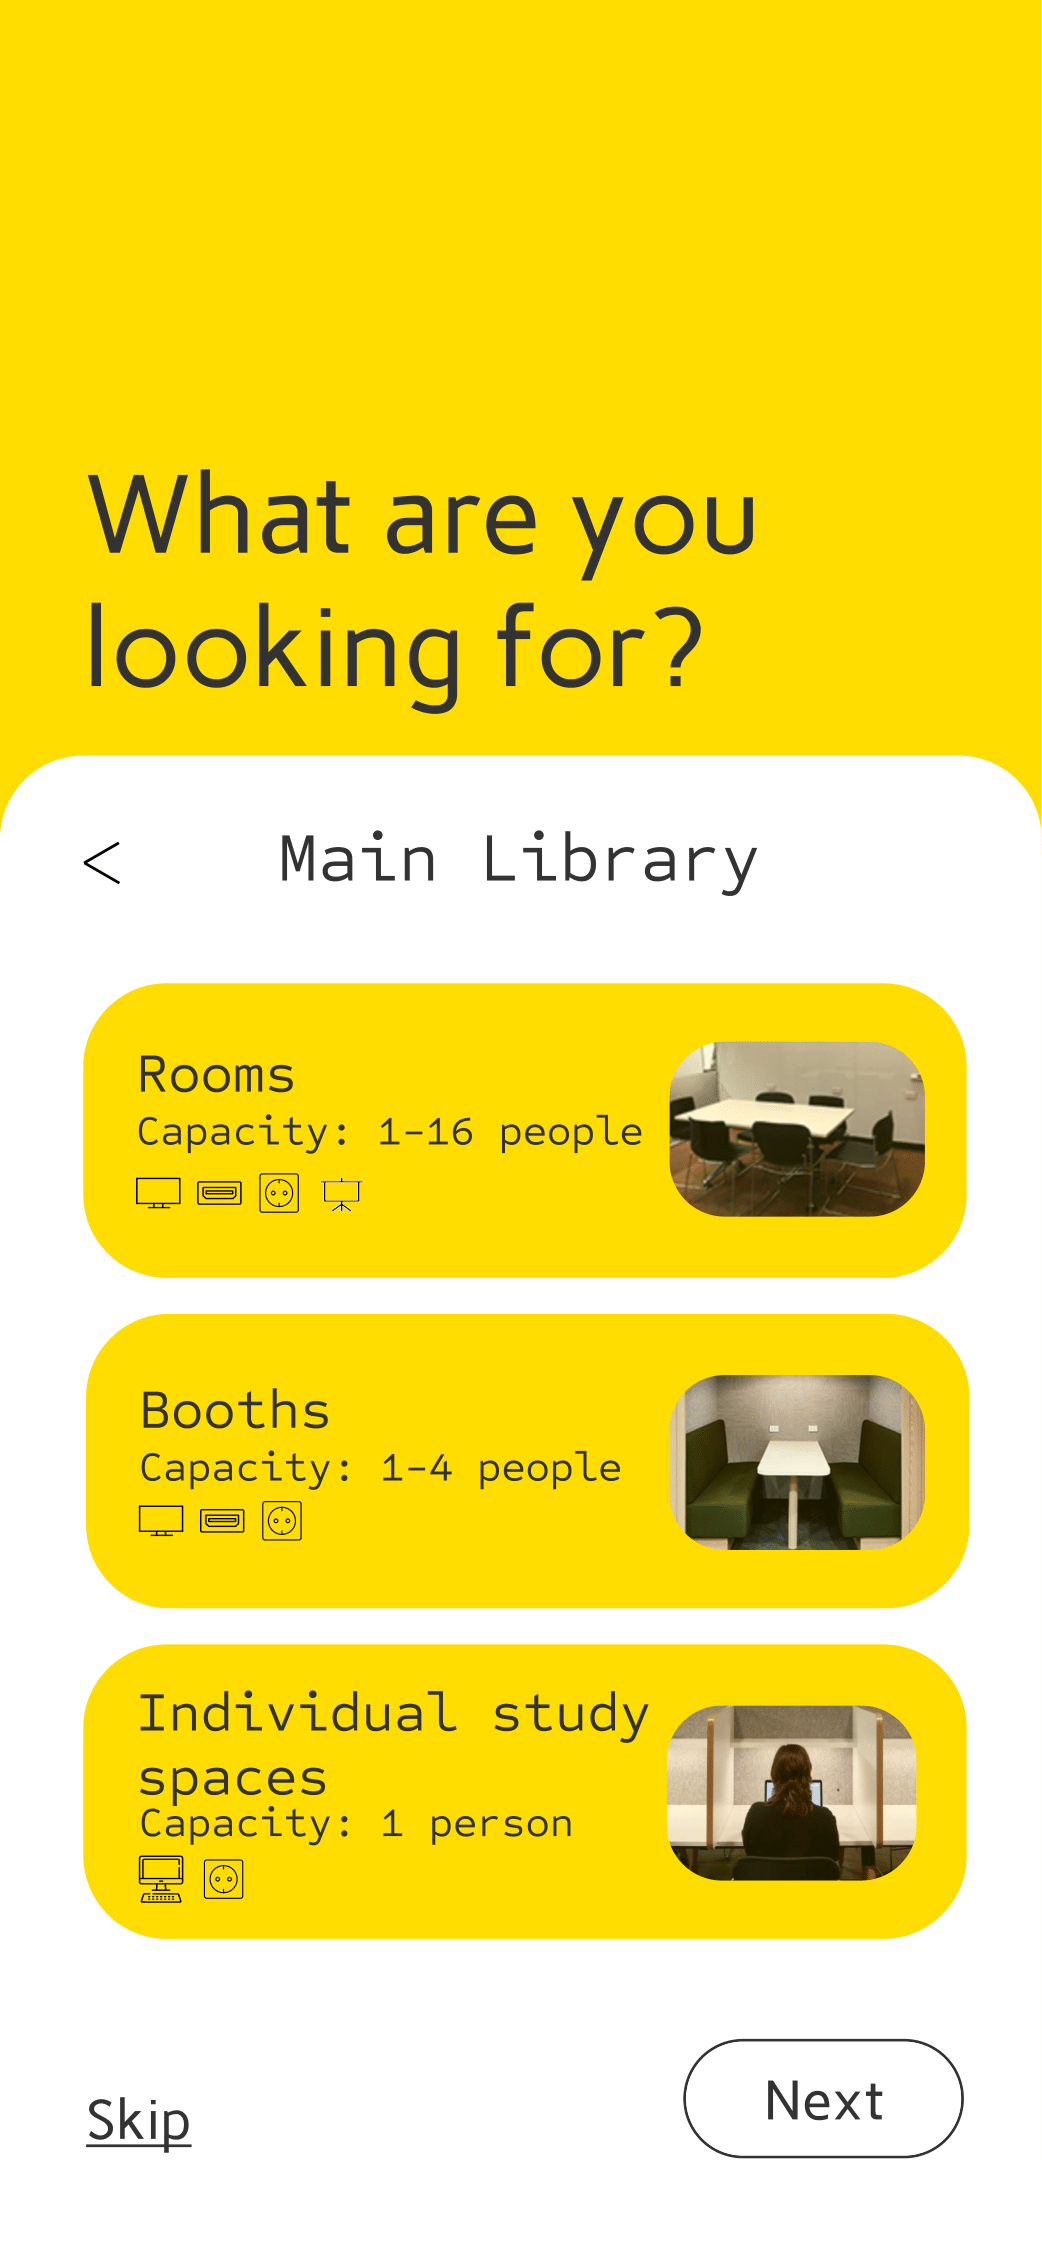 What are you
looking for?
< Main Library
Rooms
Capacity: 1-16 people
Booths
Capacity: 1-4 people
Individual study
spaces
Capacity: 1 person
Skip
Next